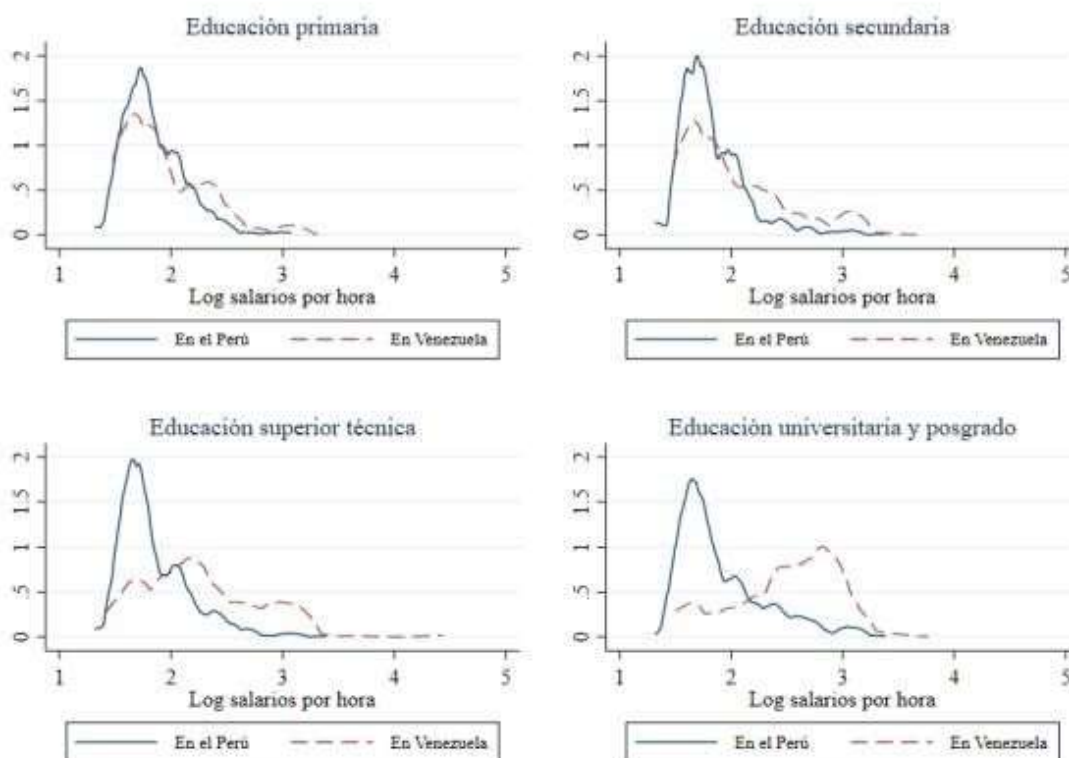 Educación primaria
2
1.5
1
.5
0
1 2 3 4 5
Log salarios por hora
En el Perú En Venezuela
Educación secundaria
2
1.5
1
.5
0
1 2 3 4 5
Log salarios por hora
En el Perú En Venezuela
Educación superior técnica
2
1.5
1
.5
0
1 2 3 4 5
Log salarios por hora
En el Perú En Venezuela
Educación universitaria y posgrado
2
1.5
1
.5
0
1 2 3 4 5
Log salarios por hora
En el Perú En Venezuela